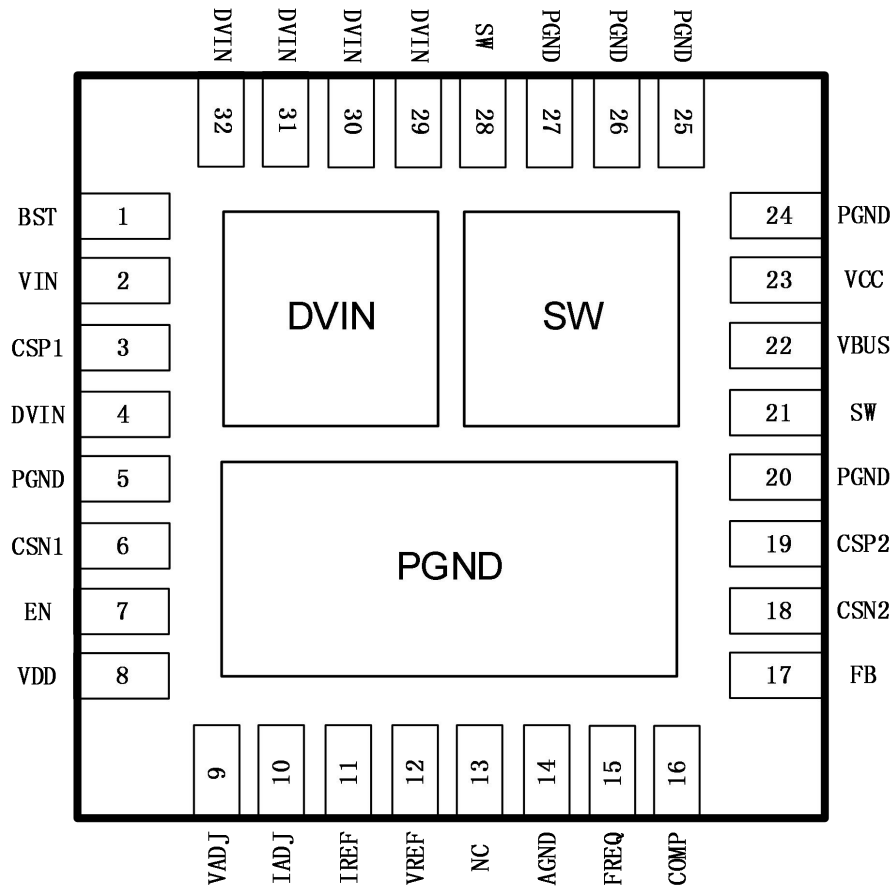 DVIN DVIN DVIN DVIN SW PGND PGND PGND
32 31 30 29 28 27 26 25
BST 1
VIN 2
CSP1 3
DVIN 4
PGND 5
CSN1 6
EN 7
VDD 8
DVIN
SW
PGND
24 PGND
23 VCC
22 VBUS
21 SW
20 PGND
19 CSP2
18 CSN2
17 FB
9 10 11 12 13 14 15 16
VADJ IADJ IREF VREF NC AGND FREQ COMP